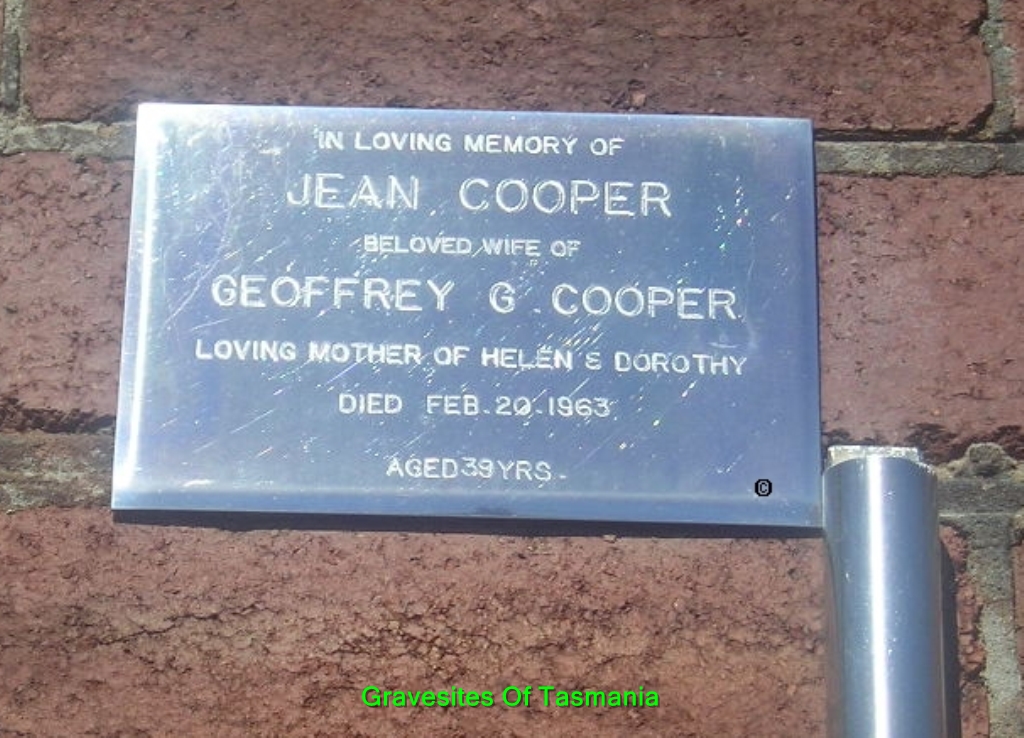 IN LOVING MEMORY OF
JEAN COOPER
BELOVED WIFE OF
GEOFFREY G. COOPER
LOVING MOTHER OF HELEN & DOROTHY
DIED FEB. 20. 1963
AGED 39 YRS.
©
Gravesites Of Tasmania